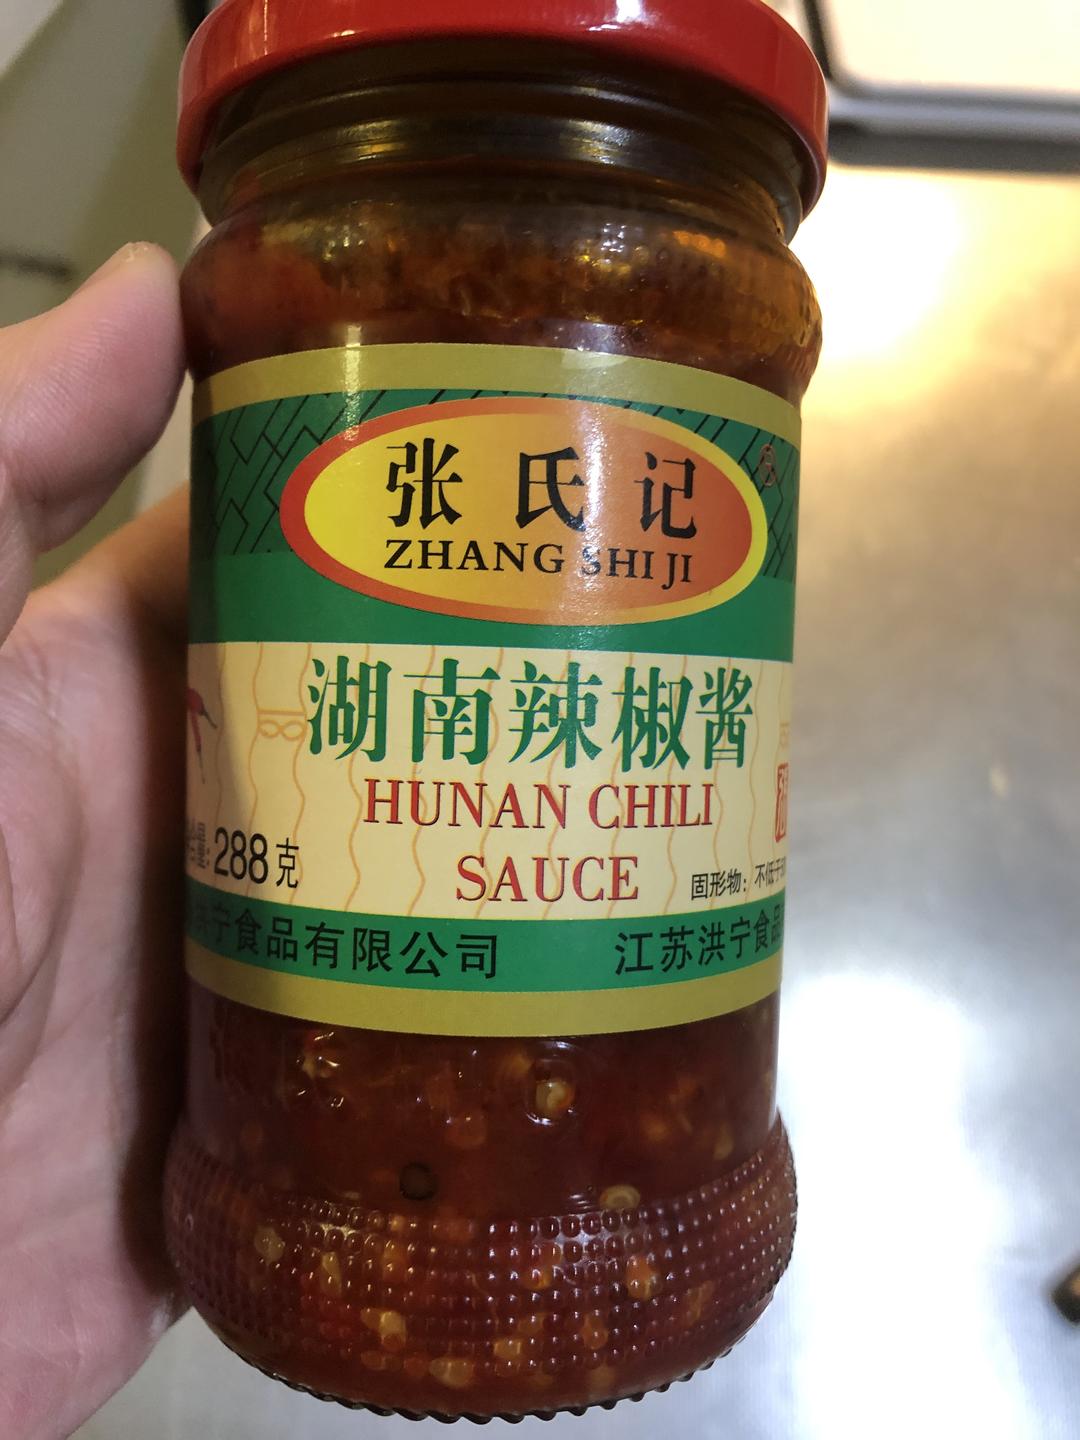 张氏记
ZHANG SHI JI
湖南辣椒酱
HUNAN CHILI
SAUCE
288克
固形物：不低于
洪宁食品有限公司
江苏洪宁食品